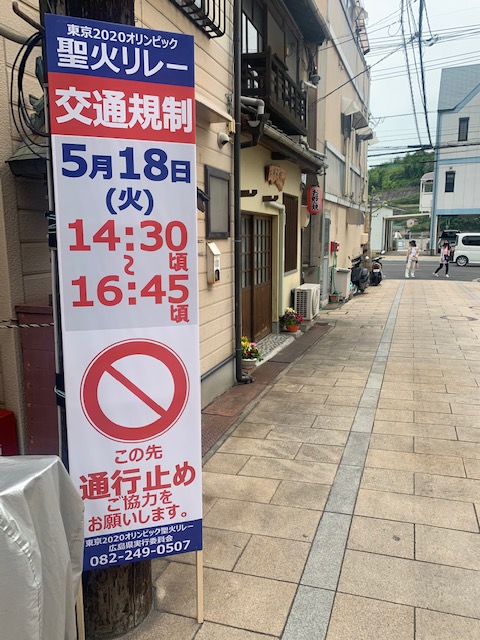 東京2020オリンピック
聖火リレー
交通規制
5月18日
(火)
14:30頃
~
16:45頃
この先
通行止め
ご協力を
お願いします。
東京2020オリンピック聖火リレー
広島県実行委員会
082-249-0507